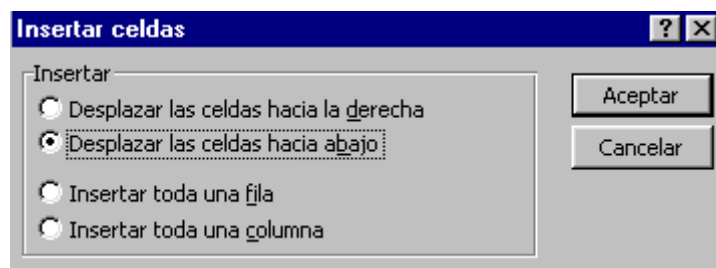 Insertar celdas
Insertar
Desplazar las celdas hacia la derecha
Desplazar las celdas hacia abajo
Insertar toda una fila
Insertar toda una columna
Aceptar
Cancelar